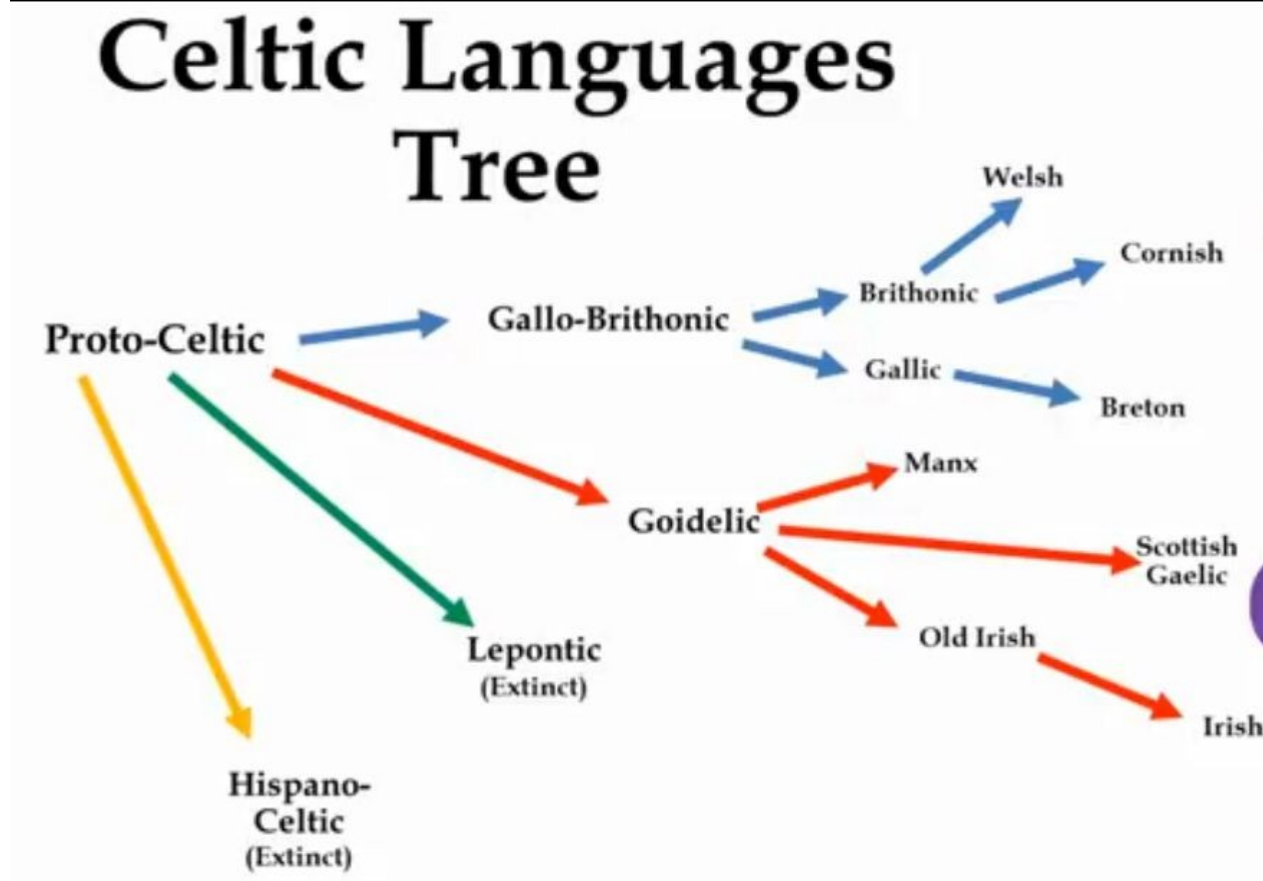 Celtic Languages
Tree
Welsh
Cornish
Brithonic
Gallo-Brithonic
Proto-Celtic
Gallic
Breton
Manx
Goidelic
Scottish
Gaelic
Old Irish
Lepontic
(Extinct)
Irish
Hispano-
Celtic
(Extinct)